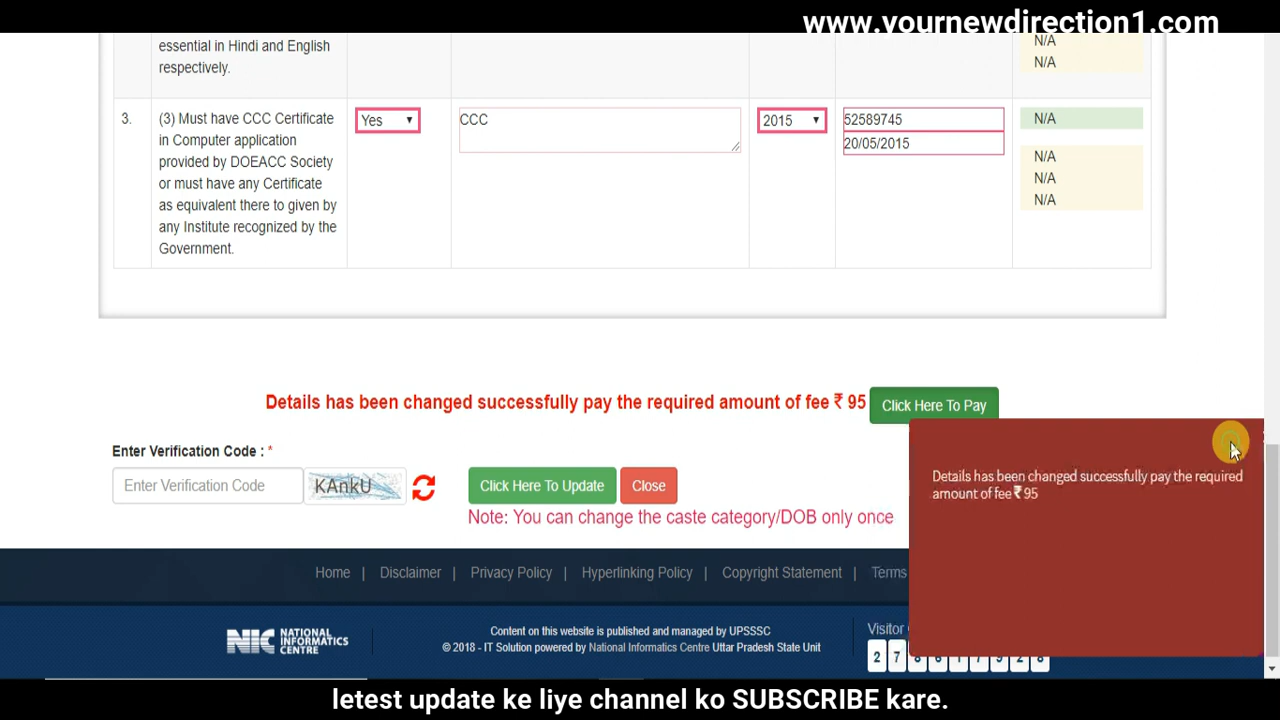 www.yournewdirection1.com
essential in Hindi and English
respectively.
N/A
N/A
3.
(3) Must have CCC Certificate
in Computer application
provided by DOEACC Society
or must have any Certificate
as equivalent there to given by
any Institute recognized by the
Government.
Yes
CCC
2015
52589745
20/05/2015
N/A
N/A
N/A
N/A
Details has been changed successfully pay the required amount of fee ₹ 95
Click Here To Pay
Enter Verification Code : *
Enter Verification Code
KAnkU
Click Here To Update
Close
Note: You can change the caste category/DOB only once
Details has been changed successfully pay the required
amount of fee ₹ 95
Home | Disclaimer | Privacy Policy | Hyperlinking Policy | Copyright Statement | Terms
NIC NATIONAL
INFORMATICS
CENTRE
Content on this website is published and managed by UPSSSC
© 2018 - IT Solution powered by National Informatics Centre Uttar Pradesh State Unit
Visitor
letest update ke liye channel ko SUBSCRIBE kare.